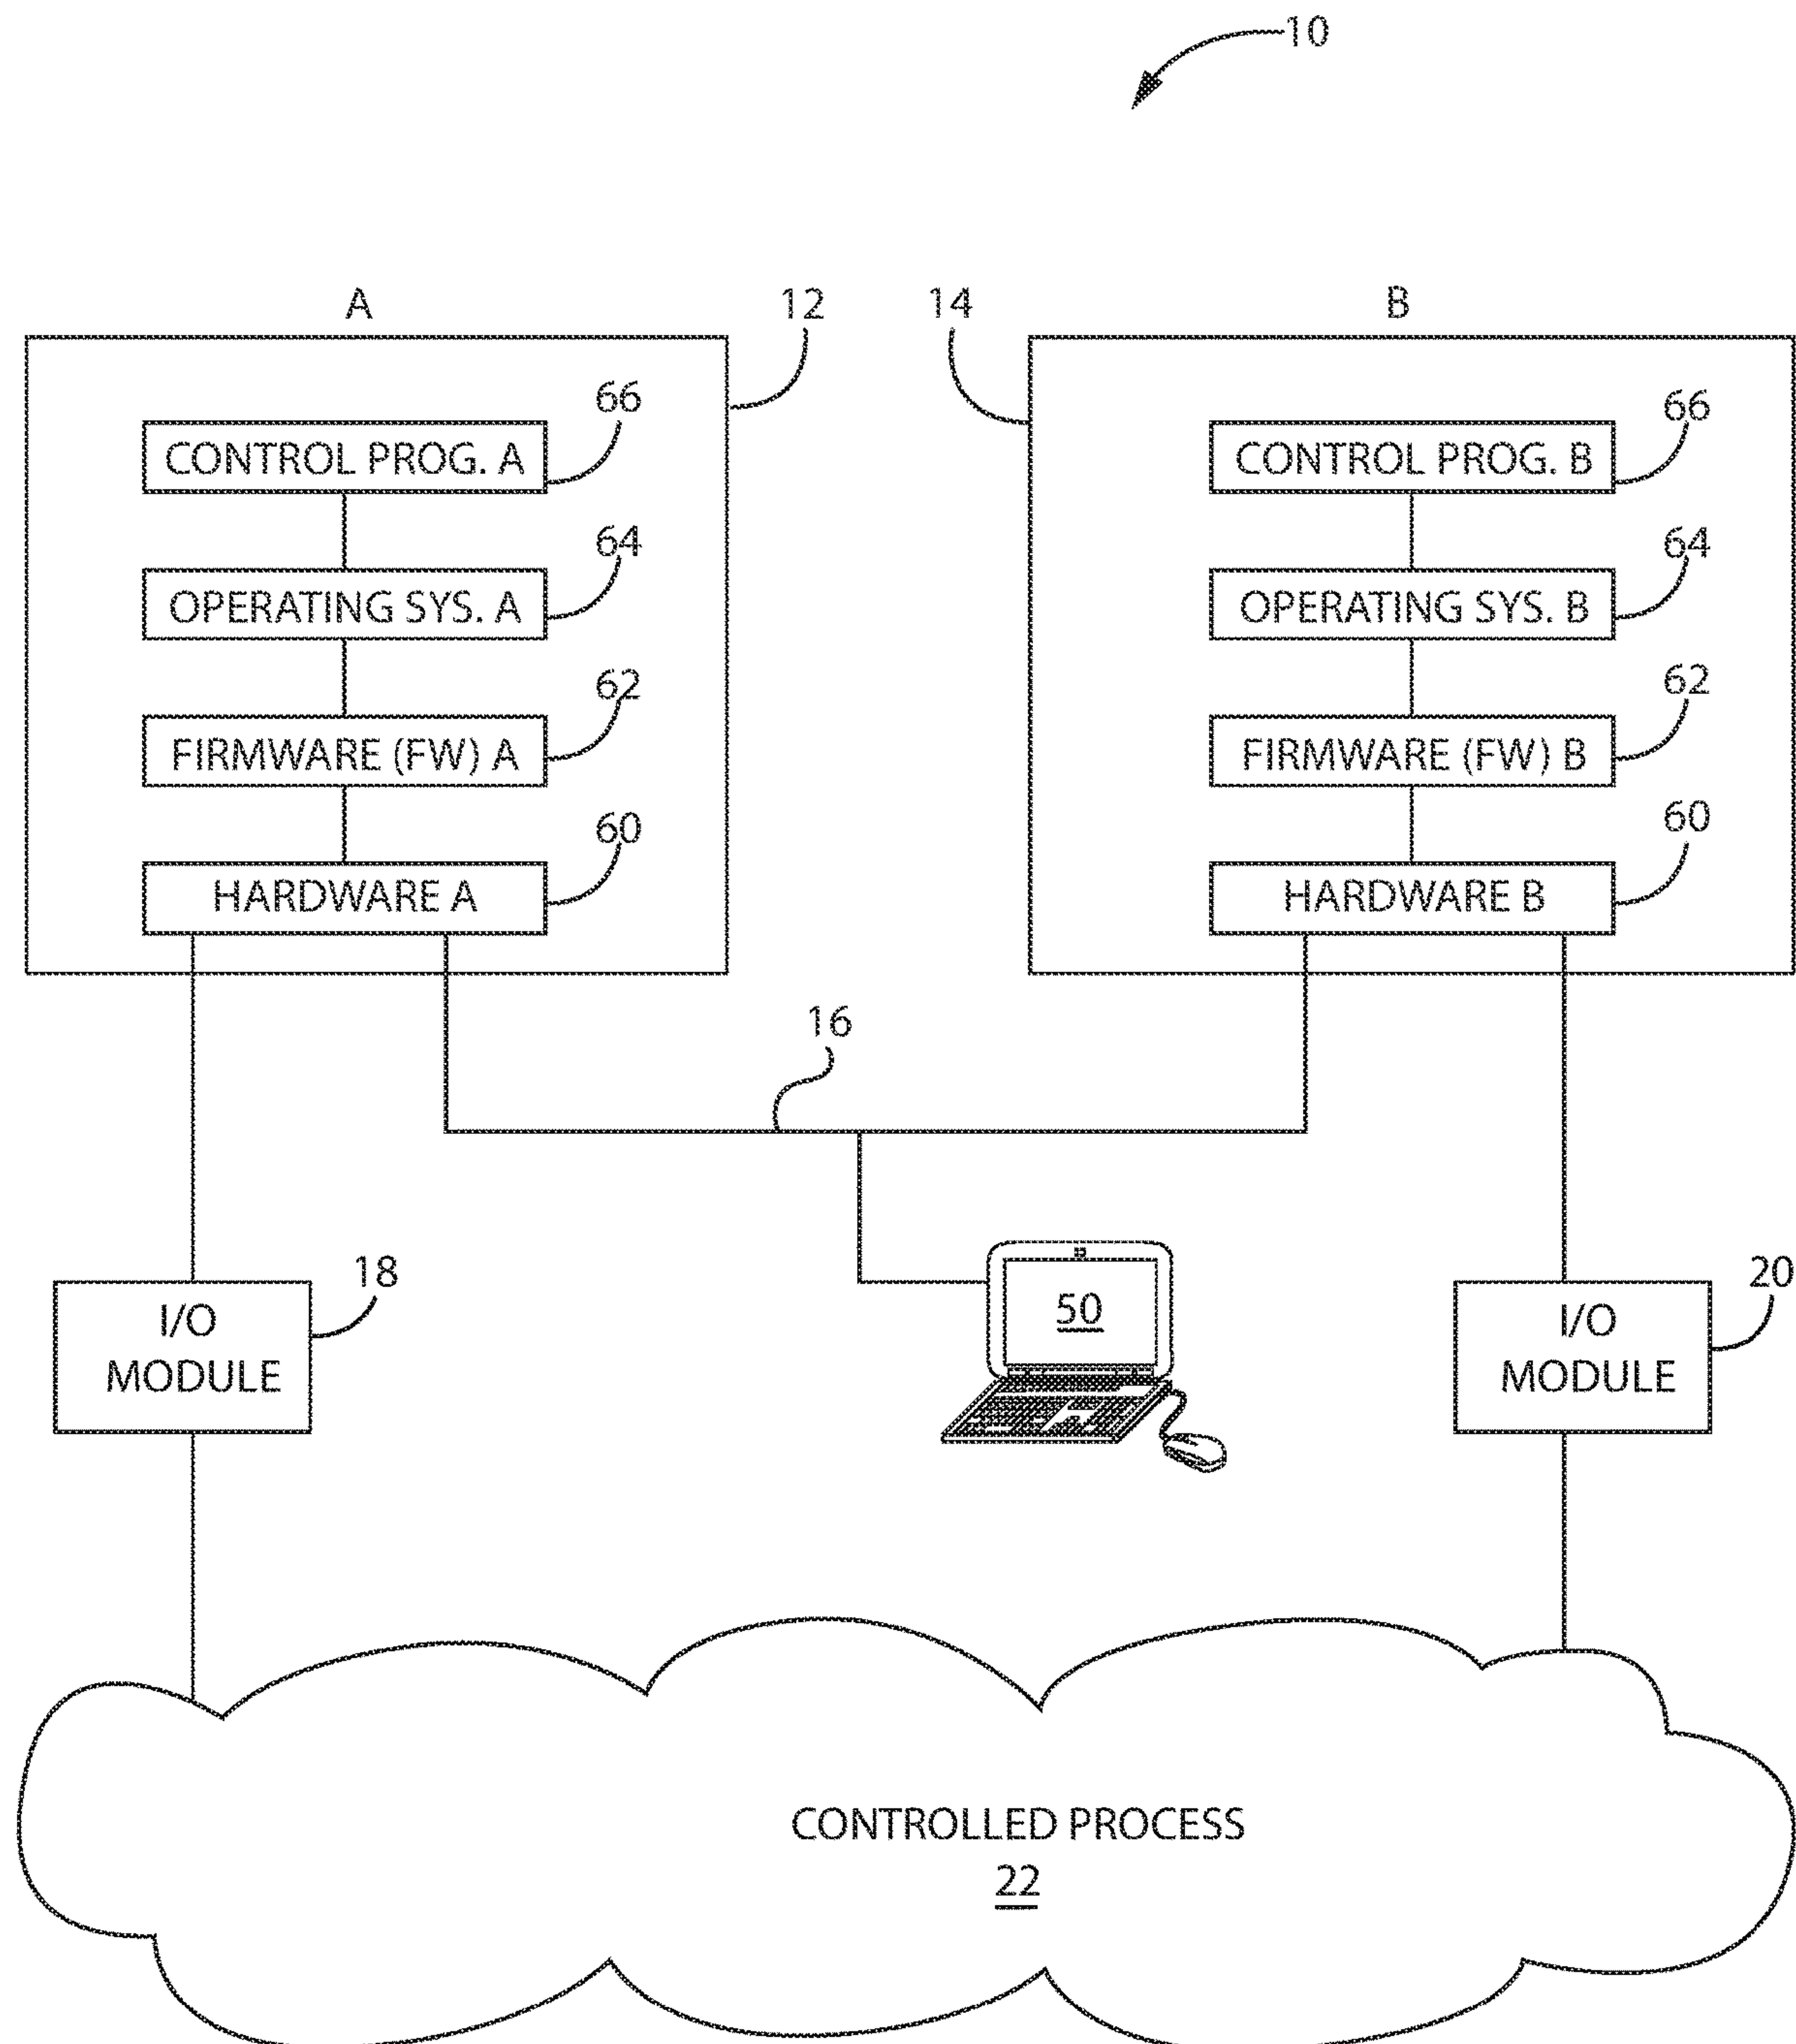 10
A
12
14
B
66
CONTROL PROG. A
66
CONTROL PROG. B
64
OPERATING SYS. A
64
OPERATING SYS. B
62
FIRMWARE (FW) A
62
FIRMWARE (FW) B
60
HARDWARE A
60
HARDWARE B
16
18
I/O
MODULE
50
20
I/O
MODULE
CONTROLLED PROCESS
22